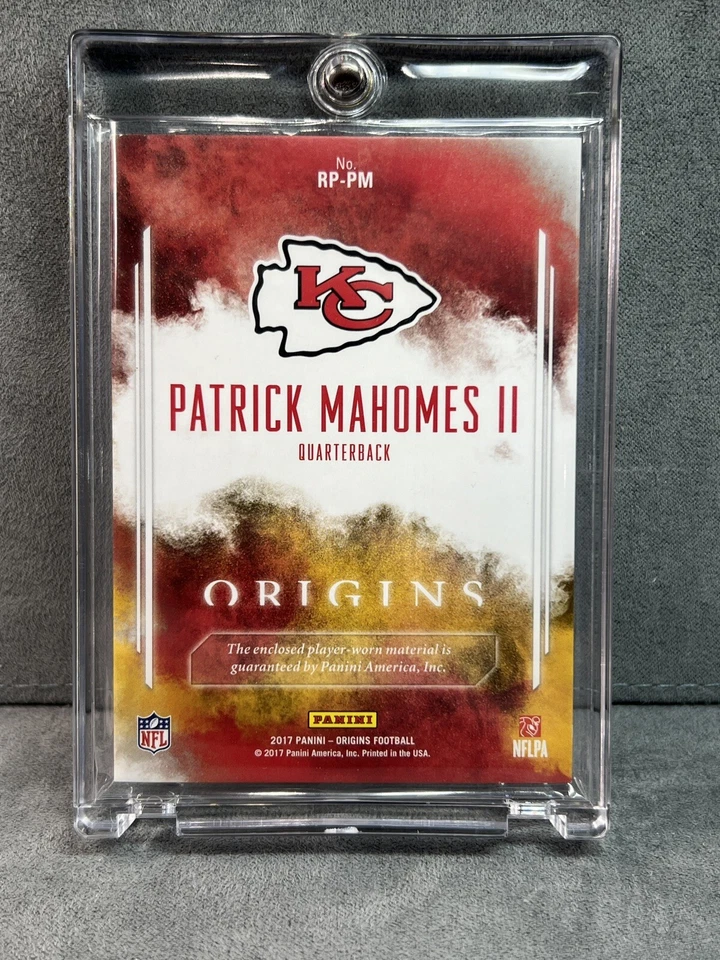 No.
RP-PM
KC
PATRICK MAHOMES II
QUARTERBACK
ORIGINS
The enclosed player-worn material is
guaranteed by Panini America, Inc.
PANINI
NFL
2017 PANINI – ORIGINS FOOTBALL
© 2017 Panini America, Inc. Printed in the USA.
NFLPA